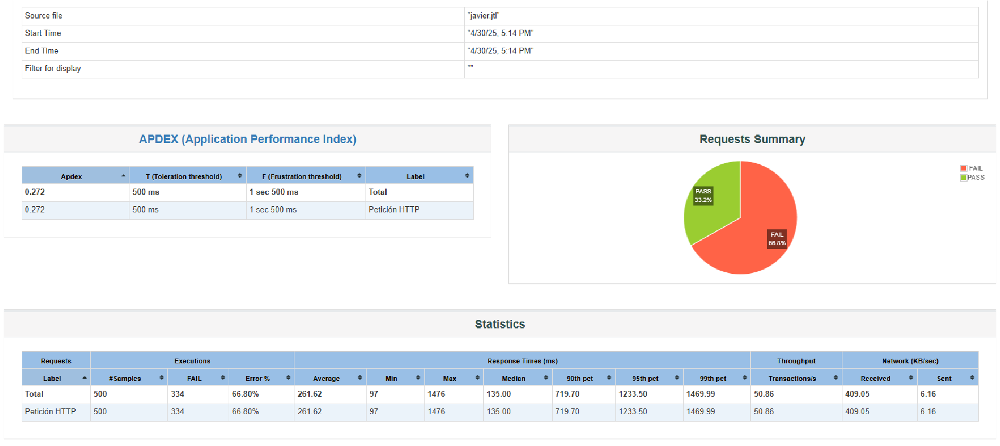 Source file "javier.jtl"
Start Time "4/30/25, 5:14 PM"
End Time "4/30/25, 5:14 PM"
Filter for display ""
APDEX (Application Performance Index)
Apdex T (Toleration threshold) F (Frustration threshold) Label
0.272 500 ms 1 sec 500 ms Total
0.272 500 ms 1 sec 500 ms Petición HTTP
Requests Summary
FAIL
PASS
PASS
33.2%
FAIL
66.8%
Statistics
Requests Executions Response Times (ms) Throughput Network (KB/sec)
Label #Samples FAIL Error % Average Min Max Median 90th pct 95th pct 99th pct Transactions/s Received Sent
Total 500 334 66.80% 261.62 97 1476 135.00 719.70 1233.50 1469.99 50.86 409.05 6.16
Petición HTTP 500 334 66.80% 261.62 97 1476 135.00 719.70 1233.50 1469.99 50.86 409.05 6.16